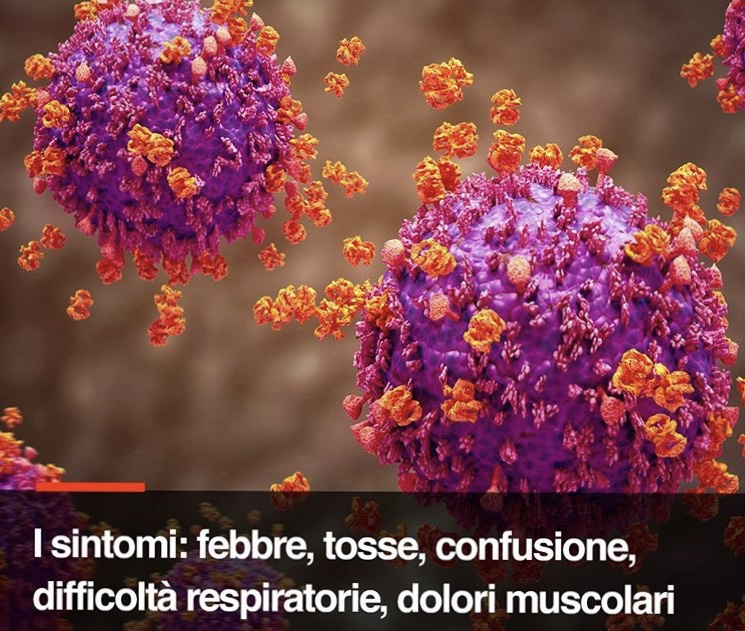 I sintomi: febbre, tosse, confusione,
difficoltà respiratorie, dolori muscolari